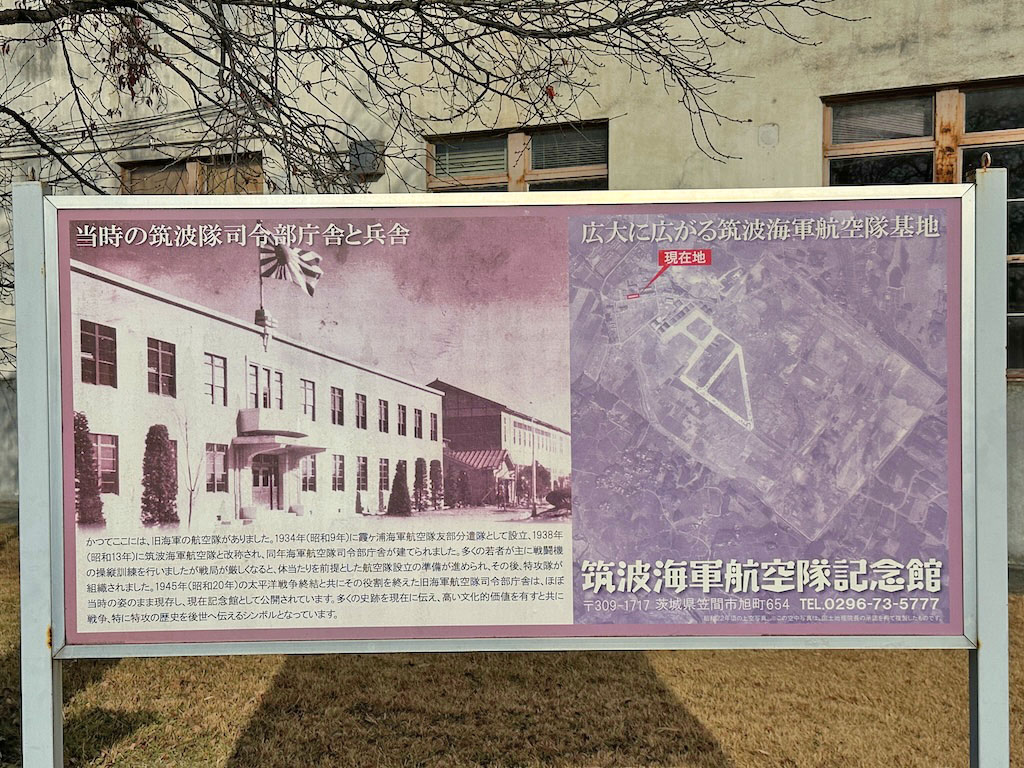 当時の筑波隊司令部庁舎と兵舎
かつてここには、旧海軍の航空隊がありました。1934年(昭和9年)に霞ヶ浦海軍航空隊友部分遣隊として設立、1938年
(昭和13年)に筑波海軍航空隊と改称され、同年海軍航空隊司令部庁舎が建てられました。多くの若者が主に戦闘機
の操縦訓練を行いましたが戦局が厳しくなると、体当たりを前提とした航空隊設立の準備が進められ、その後、特攻隊が
組織されました。1945年(昭和20年)の太平洋戦争終結と共にその役割を終えた旧海軍航空隊司令部庁舎は、ほぼ
当時の姿のまま現存し、現在記念館として公開されています。多くの史跡を現在に伝え、高い文化的価値を有すと共に
戦争、特に特攻の歴史を後世へ伝えるシンボルとなっています。
広大に広がる筑波海軍航空隊基地
現在地
筑波海軍航空隊記念館
〒309-1717 茨城県笠間市旭町654 TEL.0296-73-5777